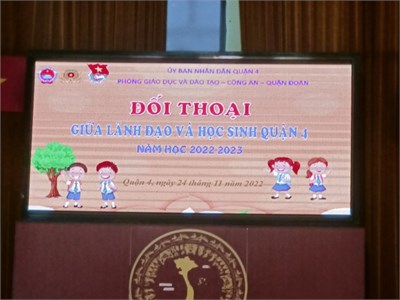 ỦY BAN NHÂN DÂN QUẬN 4
PHÒNG GIÁO DỤC VÀ ĐÀO TẠO – CÔNG AN – QUẬN ĐOÀN
ĐỐI THOẠI
GIỮA LÃNH ĐẠO VÀ HỌC SINH QUẬN 4
NĂM HỌC 2022-2023
Quận 4, ngày 24 tháng 11 năm 2022